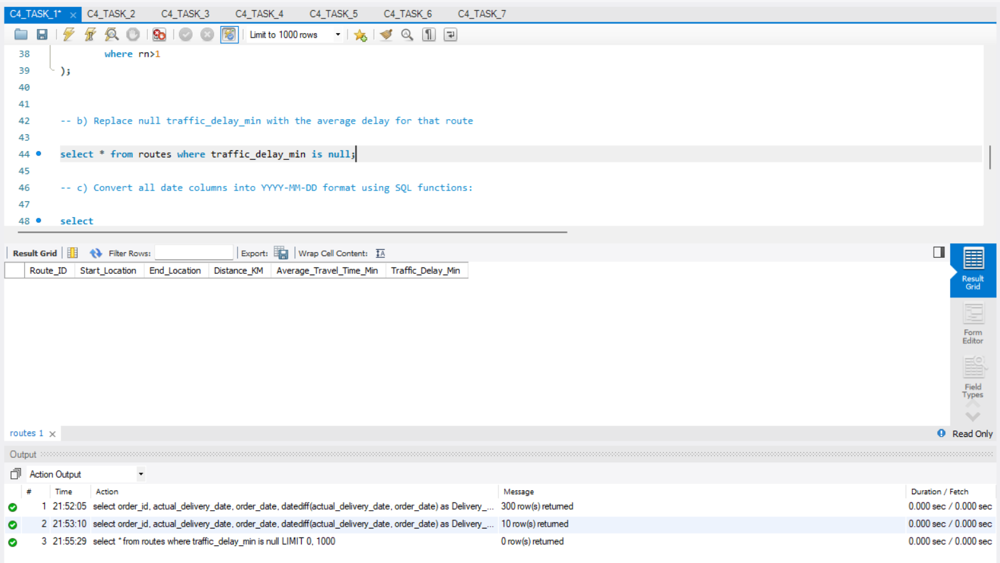 C4_TASK_1* × C4_TASK_2 C4_TASK_3 C4_TASK_4 C4_TASK_5 C4_TASK_6 C4_TASK_7
Limit to 1000 rows
38 where rn>1
39 );
40
41
42 -- b) Replace null traffic_delay_min with the average delay for that route
43
44 select * from routes where traffic_delay_min is null;
45
46 -- c) Convert all date columns into YYYY-MM-DD format using SQL functions:
47
48 select
Result Grid Filter Rows: Export: Wrap Cell Content:
Route_ID Start_Location End_Location Distance_KM Average_Travel_Time_Min Traffic_Delay_Min
Result Grid
Form Editor
Field Types
routes 1 × Read Only
Output
Action Output
# Time Action Message Duration / Fetch
1 21:52:05 select order_id, actual_delivery_date, order_date, datediff(actual_delivery_date, order_date) as Delivery_... 300 row(s) returned 0.000 sec / 0.000 sec
2 21:53:10 select order_id, actual_delivery_date, order_date, datediff(actual_delivery_date, order_date) as Delivery_... 10 row(s) returned 0.000 sec / 0.000 sec
3 21:55:29 select * from routes where traffic_delay_min is null LIMIT 0, 1000 0 row(s) returned 0.000 sec / 0.000 sec